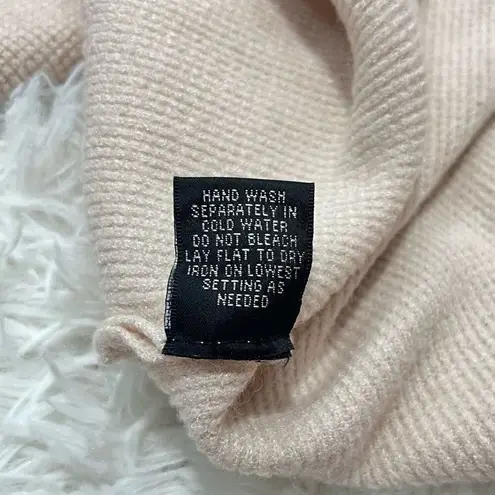 HAND WASH
SEPARATELY IN
COLD WATER
DO NOT BLEACH
LAY FLAT TO DRY
IRON ON LOWEST
SETTING AS
NEEDED